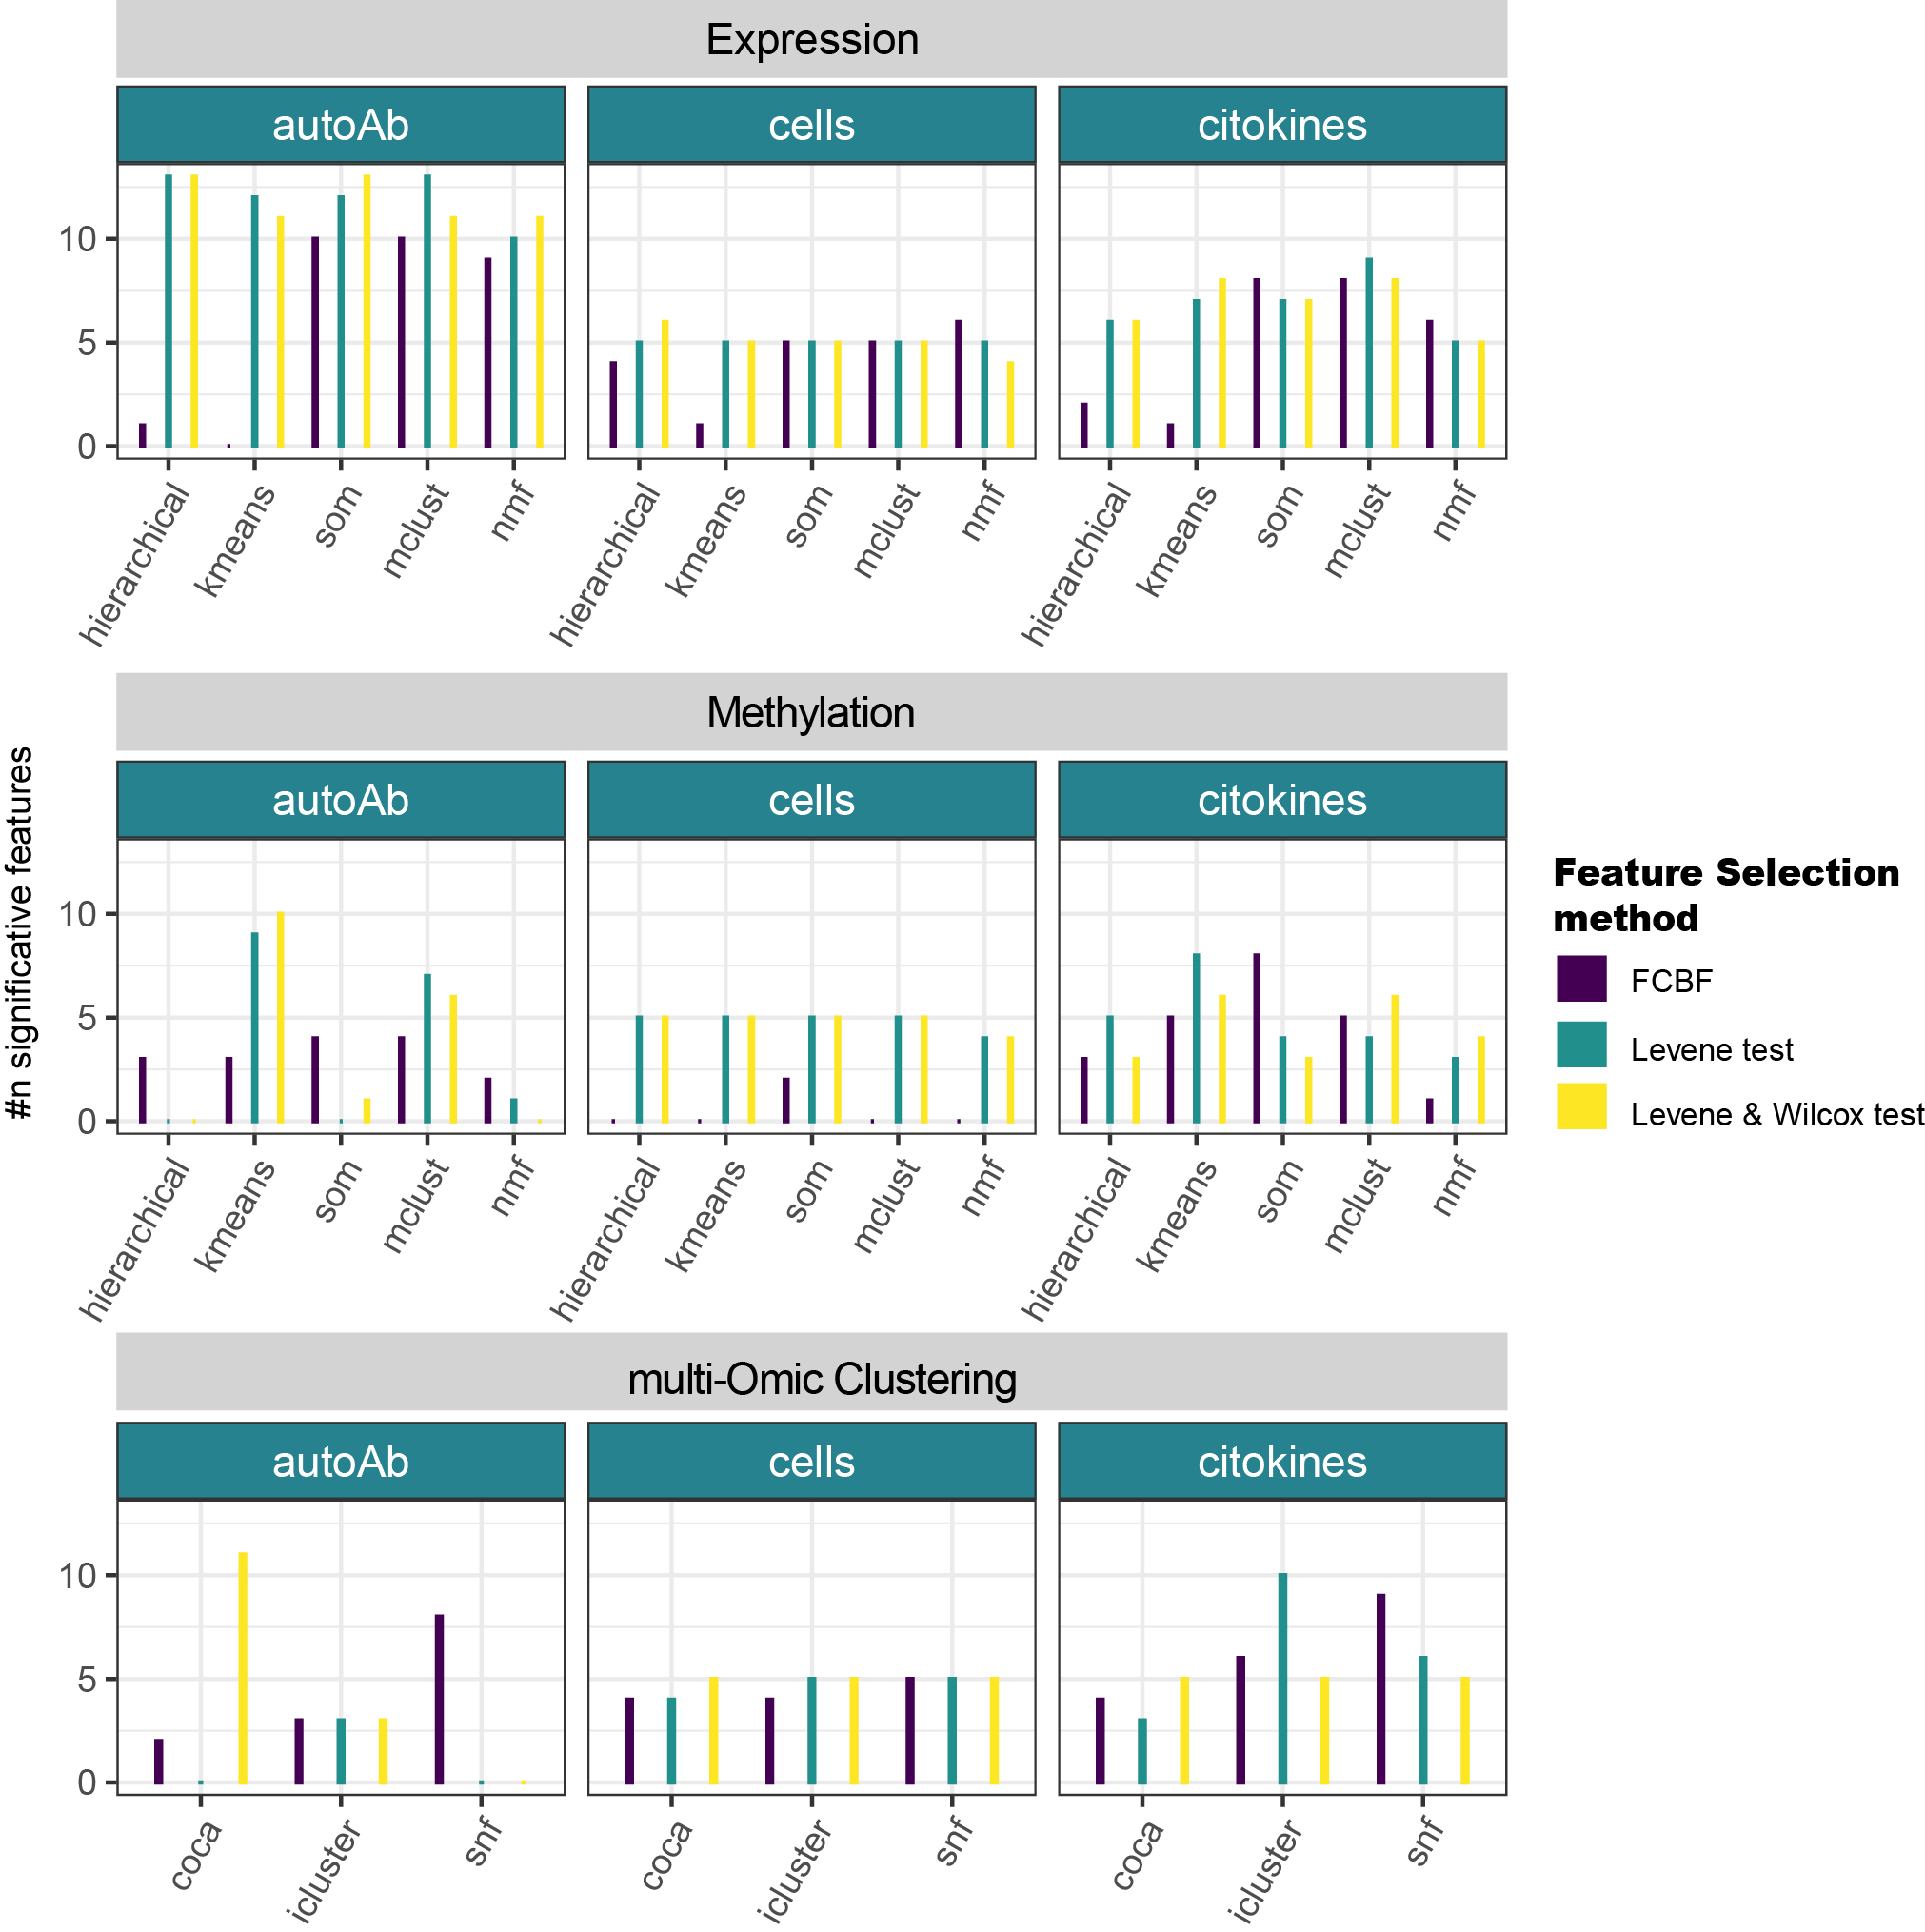 Expression
autoAb cells citokines
10
5
0
hierarchical kmeans som mclust nmf hierarchical kmeans som mclust nmf hierarchical kmeans som mclust nmf
Methylation
autoAb cells citokines
#n significative features
10
5
0
hierarchical kmeans som mclust nmf hierarchical kmeans som mclust nmf hierarchical kmeans som mclust nmf
Feature Selection
method
FCBF
Levene test
Levene & Wilcox test
multi-Omic Clustering
autoAb cells citokines
10
5
0
coca icluster snf coca icluster snf coca icluster snf